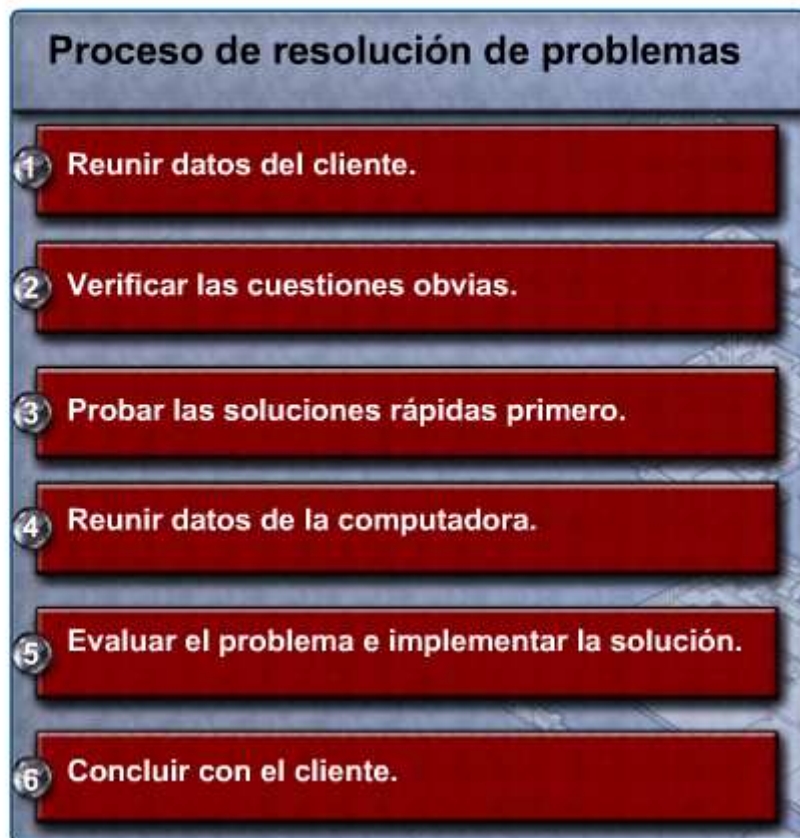 Proceso de resolución de problemas
1 Reunir datos del cliente.
2 Verificar las cuestiones obvias.
3 Probar las soluciones rápidas primero.
4 Reunir datos de la computadora.
5 Evaluar el problema e implementar la solución.
6 Concluir con el cliente.